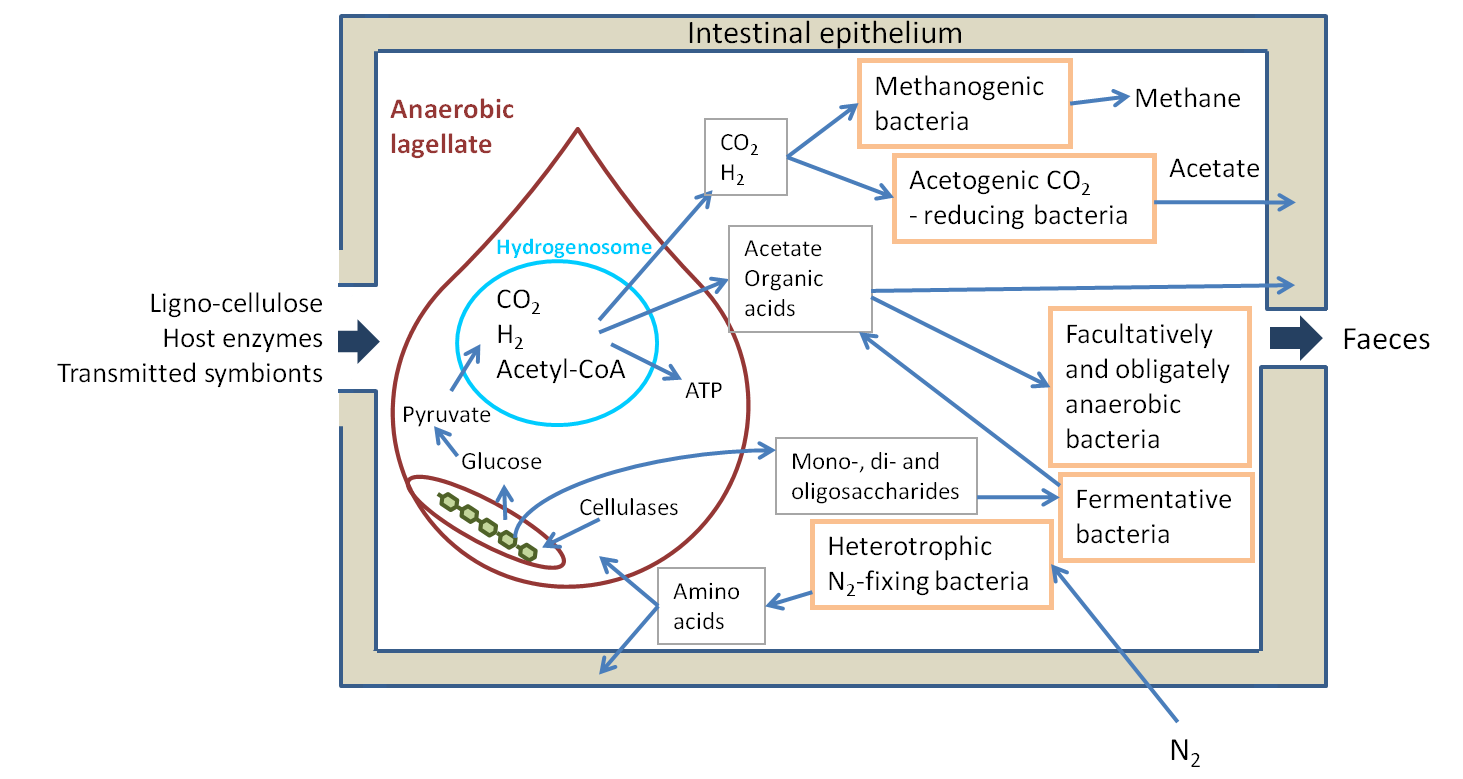 Intestinal epithelium
Anaerobic
lagellate
Methanogenic
bacteria
Methane
CO₂
H₂
Acetogenic CO₂
- reducing bacteria
Acetate
Hydrogenosome
CO₂
H₂
Acetyl-CoA
Acetate
Organic
acids
Ligno-cellulose
Host enzymes
Transmitted symbionts
Facultatively
and obligately
anaerobic
bacteria
Faeces
ATP
Pyruvate
Glucose
Cellulases
Mono-, di- and
oligosaccharides
Fermentative
bacteria
Heterotrophic
N₂-fixing bacteria
Amino
acids
N₂